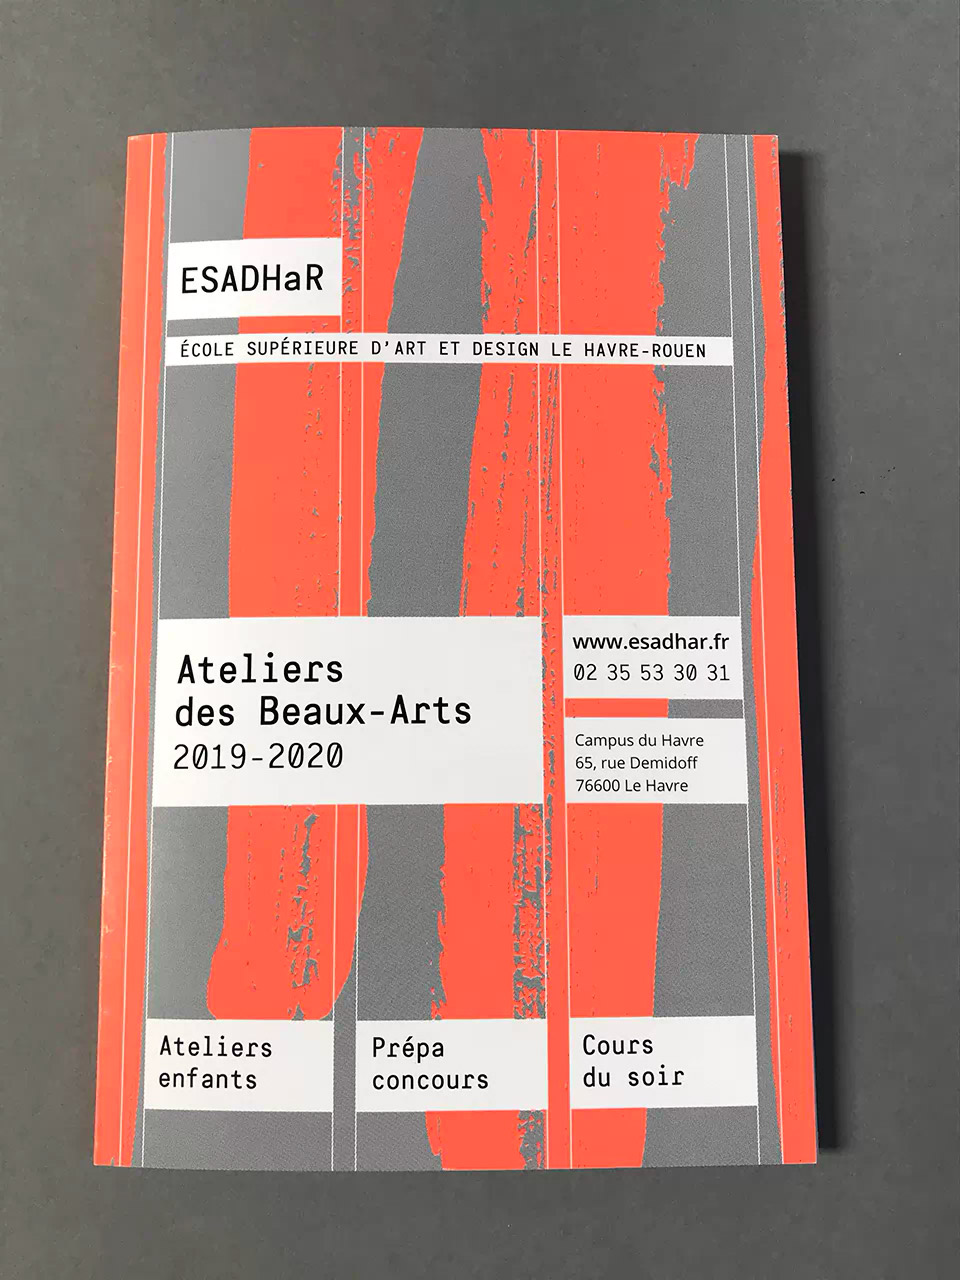 ESADHaR
ÉCOLE SUPÉRIEURE D'ART ET DESIGN LE HAVRE-ROUEN
Ateliers
des Beaux-Arts
2019-2020
www.esadhar.fr
02 35 53 30 31
Campus du Havre
65, rue Demidoff
76600 Le Havre
Ateliers
enfants
Prépa
concours
Cours
du soir